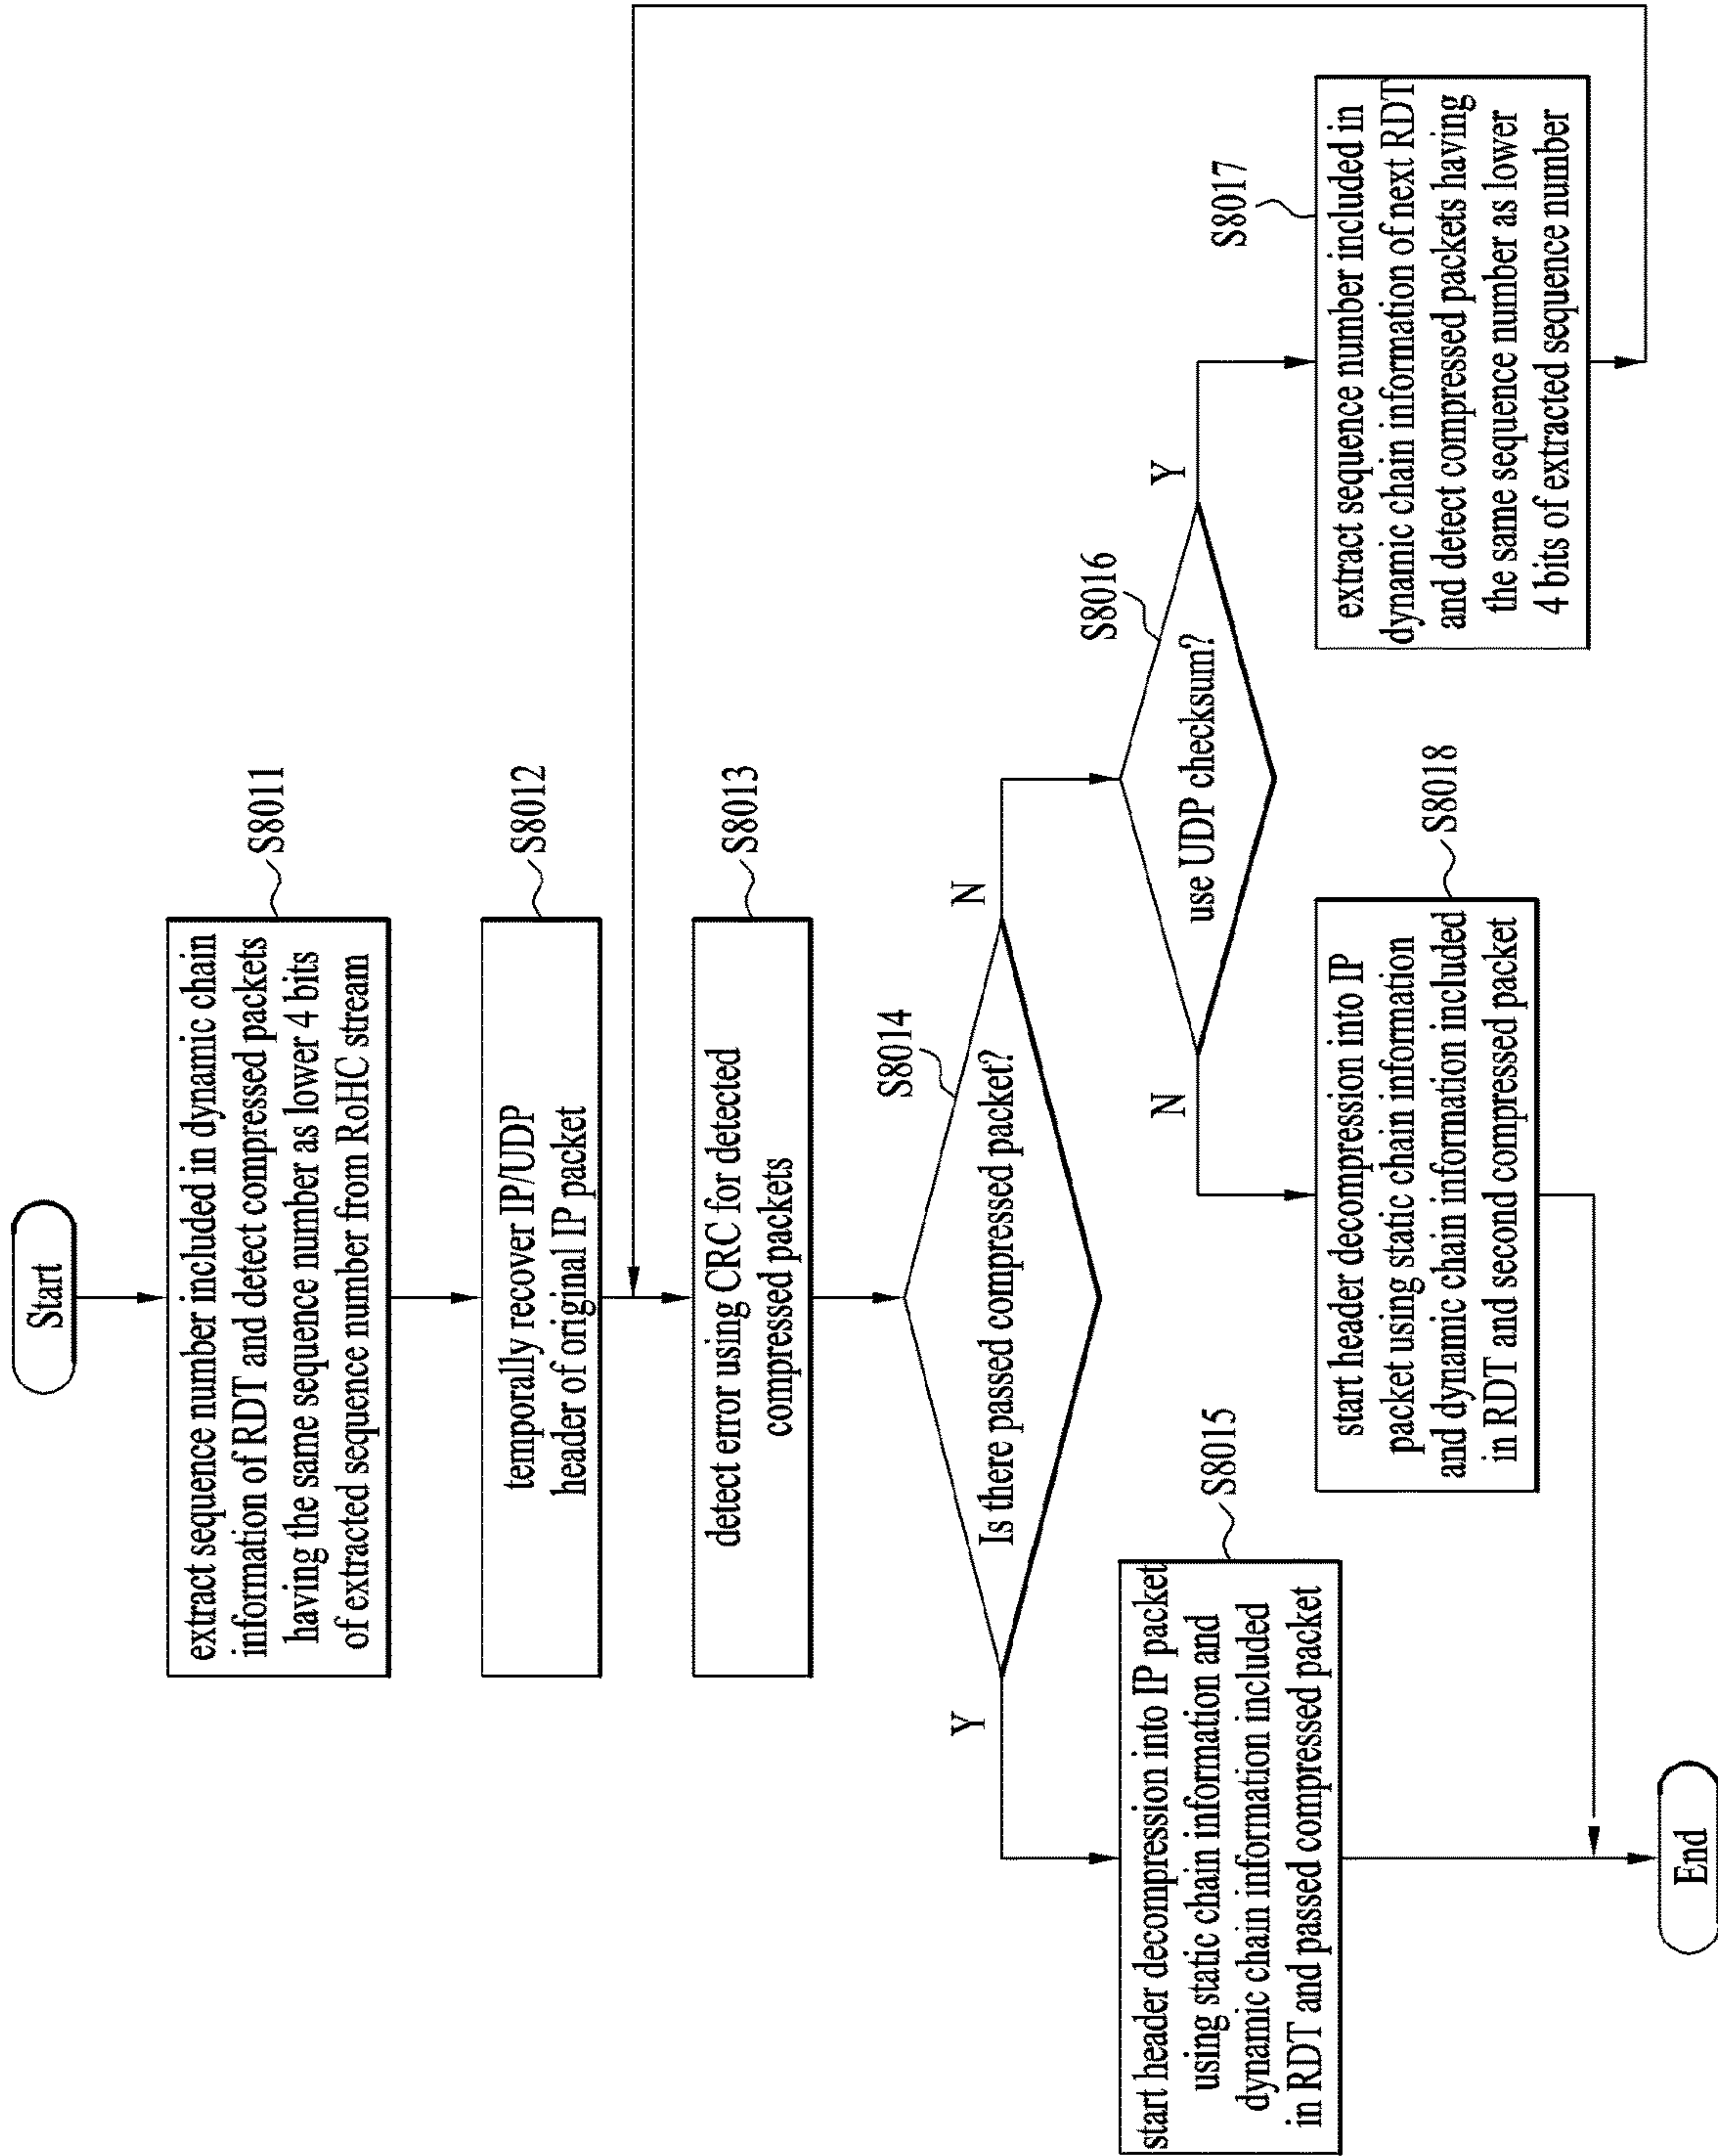 Start
extract sequence number included in dynamic chain
information of RDT and detect compressed packets
having the same sequence number as lower 4 bits
of extracted sequence number from RoHC stream
S8011
temporally recover IP/UDP
header of original IP packet
S8012
detect error using CRC for detected
compressed packets
S8013
Is there passed compressed packet?
S8014
Y
N
start header decompression into IP packet
using static chain information and
dynamic chain information included
in RDT and passed compressed packet
S8015
use UDP checksum?
S8016
N
Y
start header decompression into IP
packet using static chain information
and dynamic chain information included
in RDT and second compressed packet
S8018
extract sequence number included in
dynamic chain information of next RDT
and detect compressed packets having
the same sequence number as lower
4 bits of extracted sequence number
S8017
End